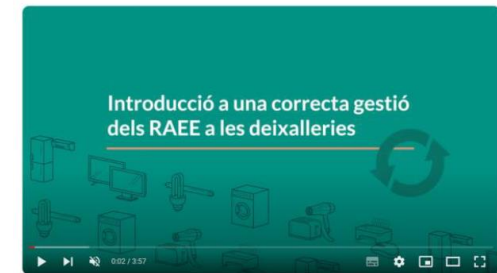 Introducció a una correcta gestió
dels RAEE a les deixalleries
0:02 / 3:57